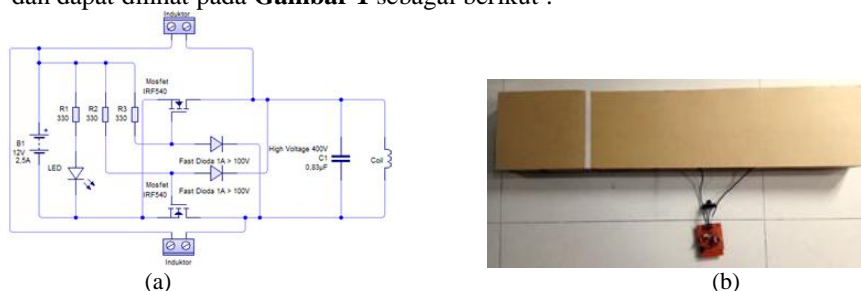 dan dapat dilihat pada Gambar 1 sebagai berikut :
Induktor
Mosfet
IRF540
R1
330
R2
330
R3
330
B1
12V
2,5A
LED
Fast Dioda 1A > 100V
High Voltage 400V
C1
0,83µF
Coil
Mosfet
IRF540
Fast Dioda 1A > 100V
Induktor
(a)
(b)